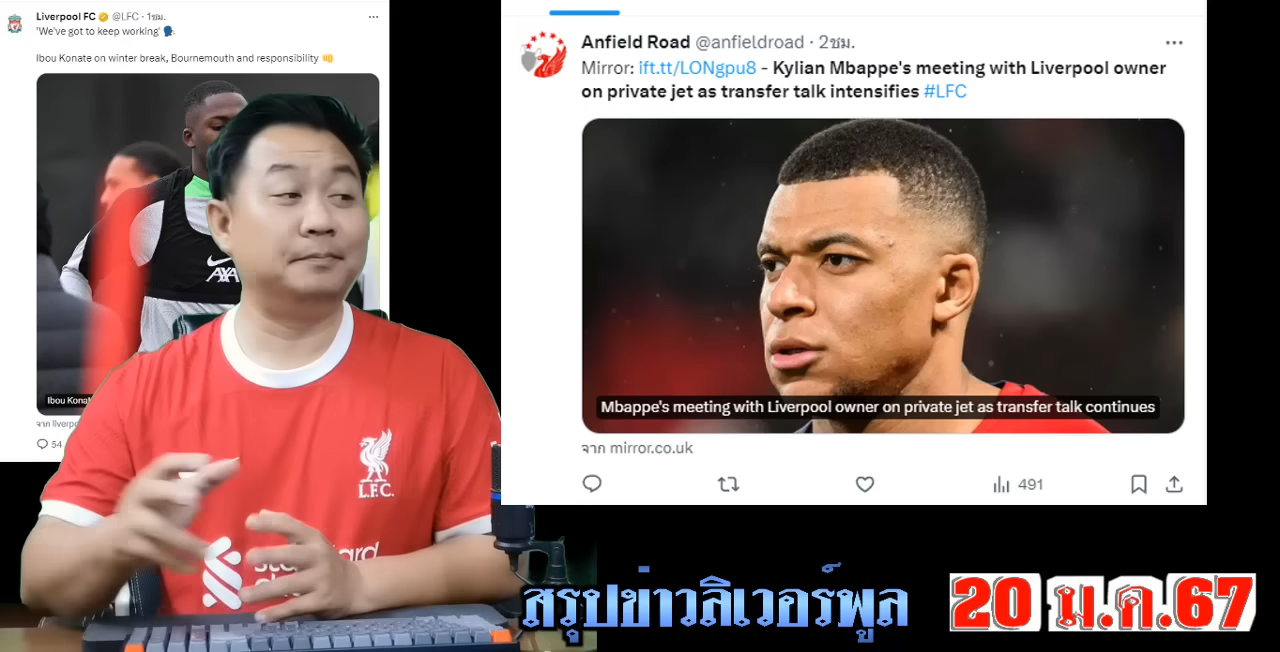 Liverpool FC @LFC · 1ชม.
'We've got to keep working'
Ibou Konate on winter break, Bournemouth and responsibility
AXA
Ibou Kona
จาก liverp
54
L.F.C.
Anfield Road @anfieldroad · 2ชม.
Mirror: ift.tt/LONgpu8 - Kylian Mbappe's meeting with Liverpool owner
on private jet as transfer talk intensifies #LFC
Mbappe's meeting with Liverpool owner on private jet as transfer talk continues
จาก mirror.co.uk
491
สรุปข่าวลิเวอร์พูล 20 ม.ค.67